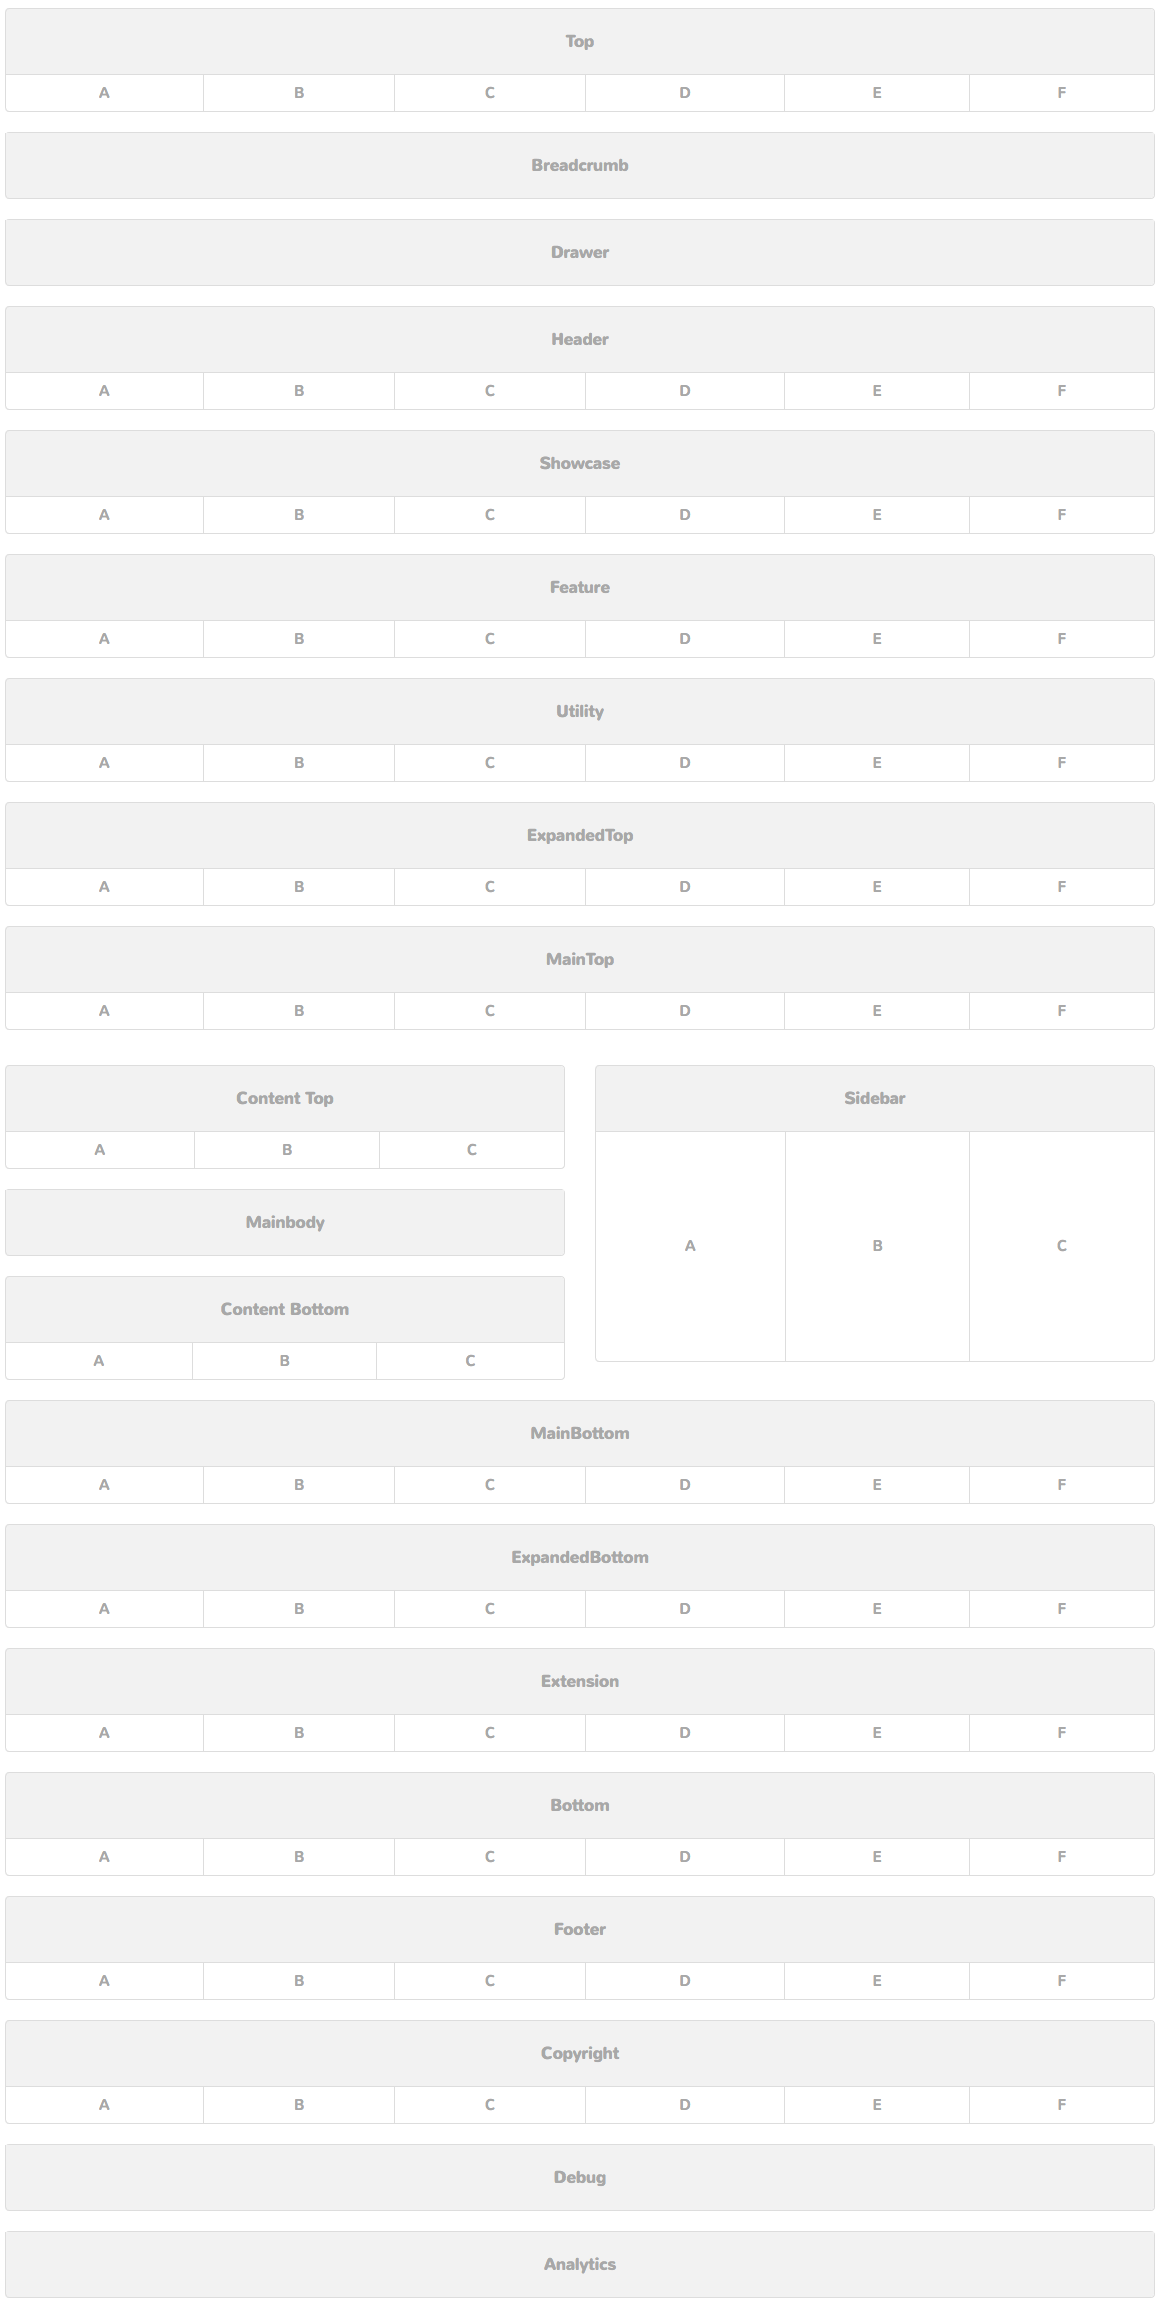 Top
A B C D E F
Breadcrumb
Drawer
Header
A B C D E F
Showcase
A B C D E F
Feature
A B C D E F
Utility
A B C D E F
ExpandedTop
A B C D E F
MainTop
A B C D E F
Content Top
A B C
Mainbody
Content Bottom
A B C
Sidebar
A B C
MainBottom
A B C D E F
ExpandedBottom
A B C D E F
Extension
A B C D E F
Bottom
A B C D E F
Footer
A B C D E F
Copyright
A B C D E F
Debug
Analytics